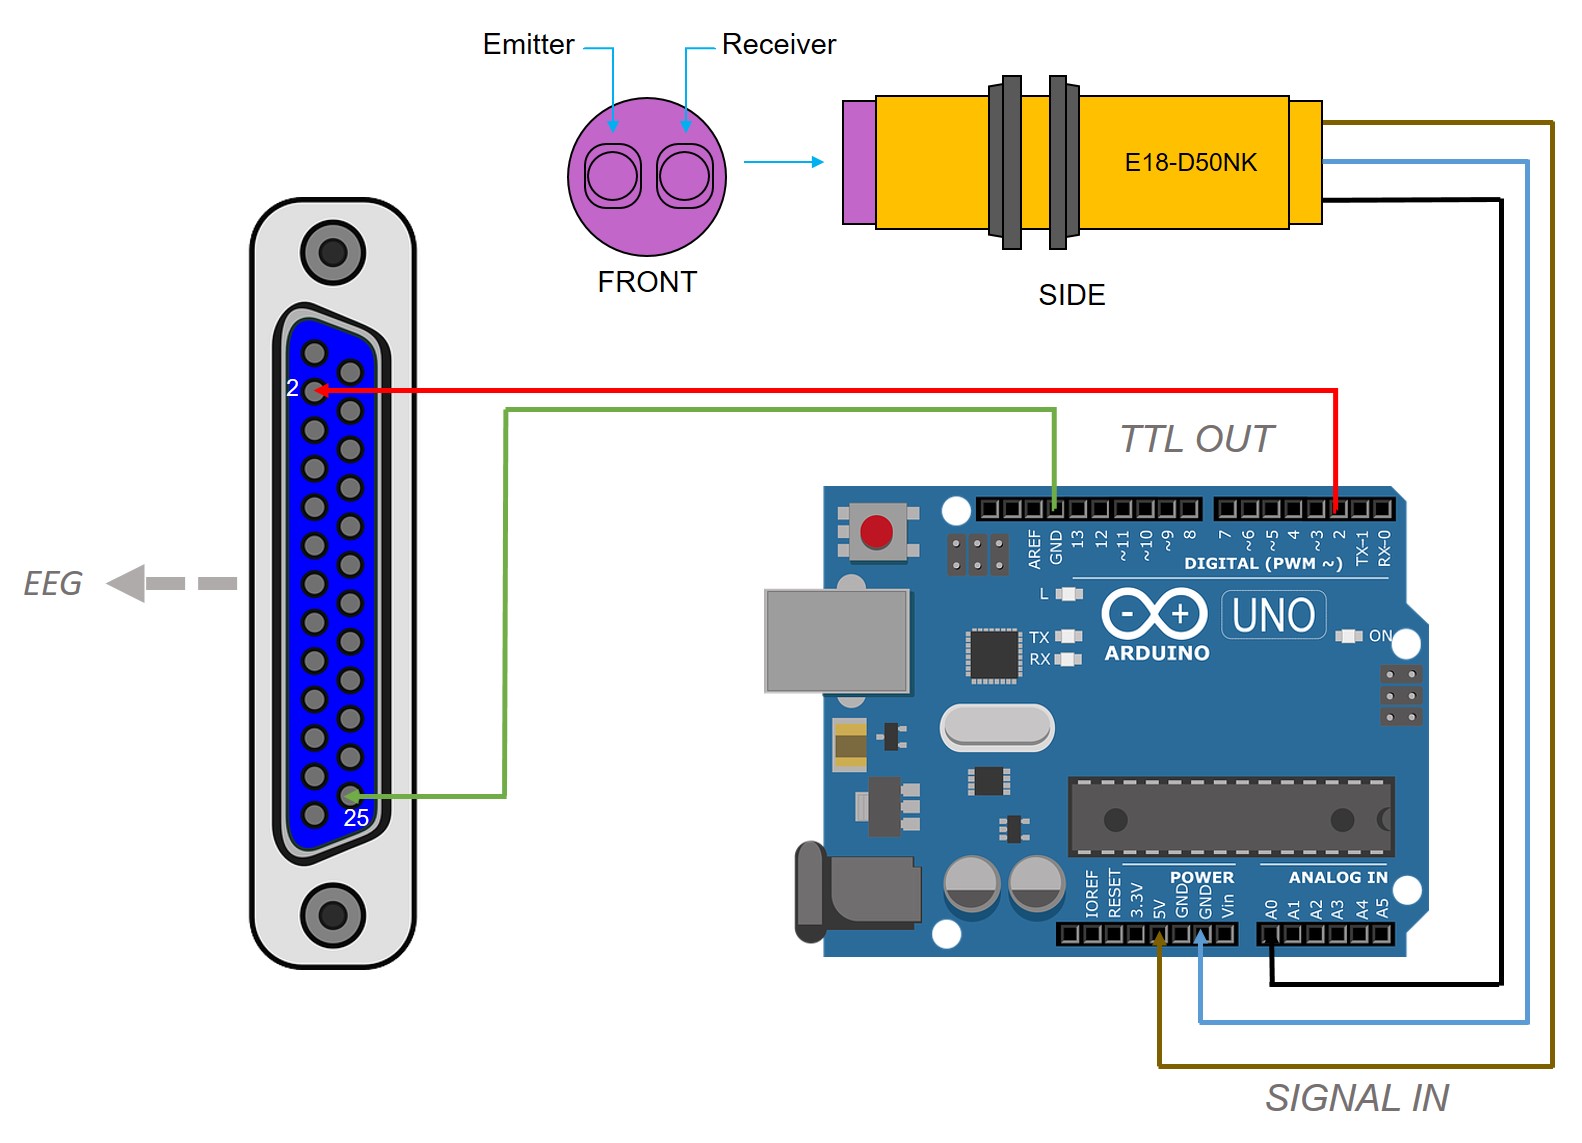 Emitter
Receiver
E18-D50NK
FRONT
SIDE
2
25
EEG
TTL OUT
AREF
GND
13
12
~11
~10
~9
8
7
~6
~5
4
~3
2
TX-1
RX-0
DIGITAL (PWM ~)
L
TX
RX
- +
UNO
ARDUINO
ON
POWER
ANALOG IN
IOREF
RESET
3.3V
5V
GND
GND
Vin
A0
A1
A2
A3
A4
A5
SIGNAL IN